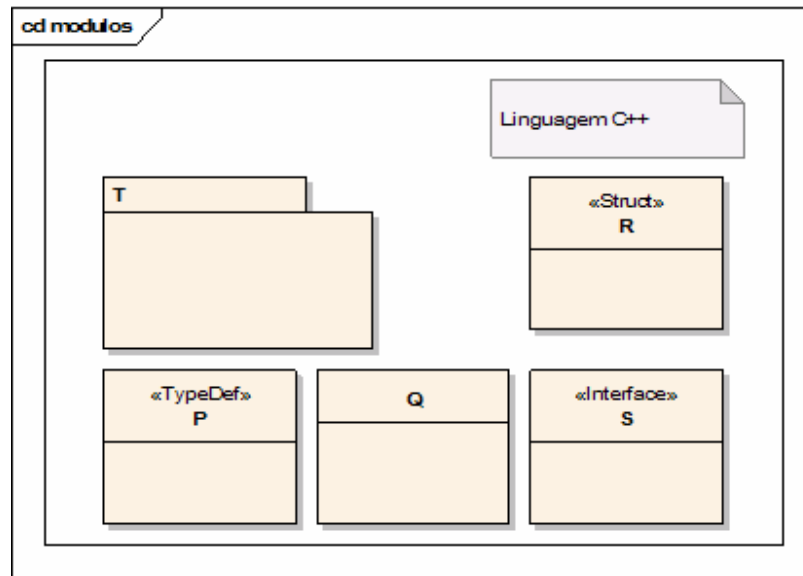 cd modulos
Linguagem C++
T
«Struct»
R
«TypeDef»
P
Q
«Interface»
S